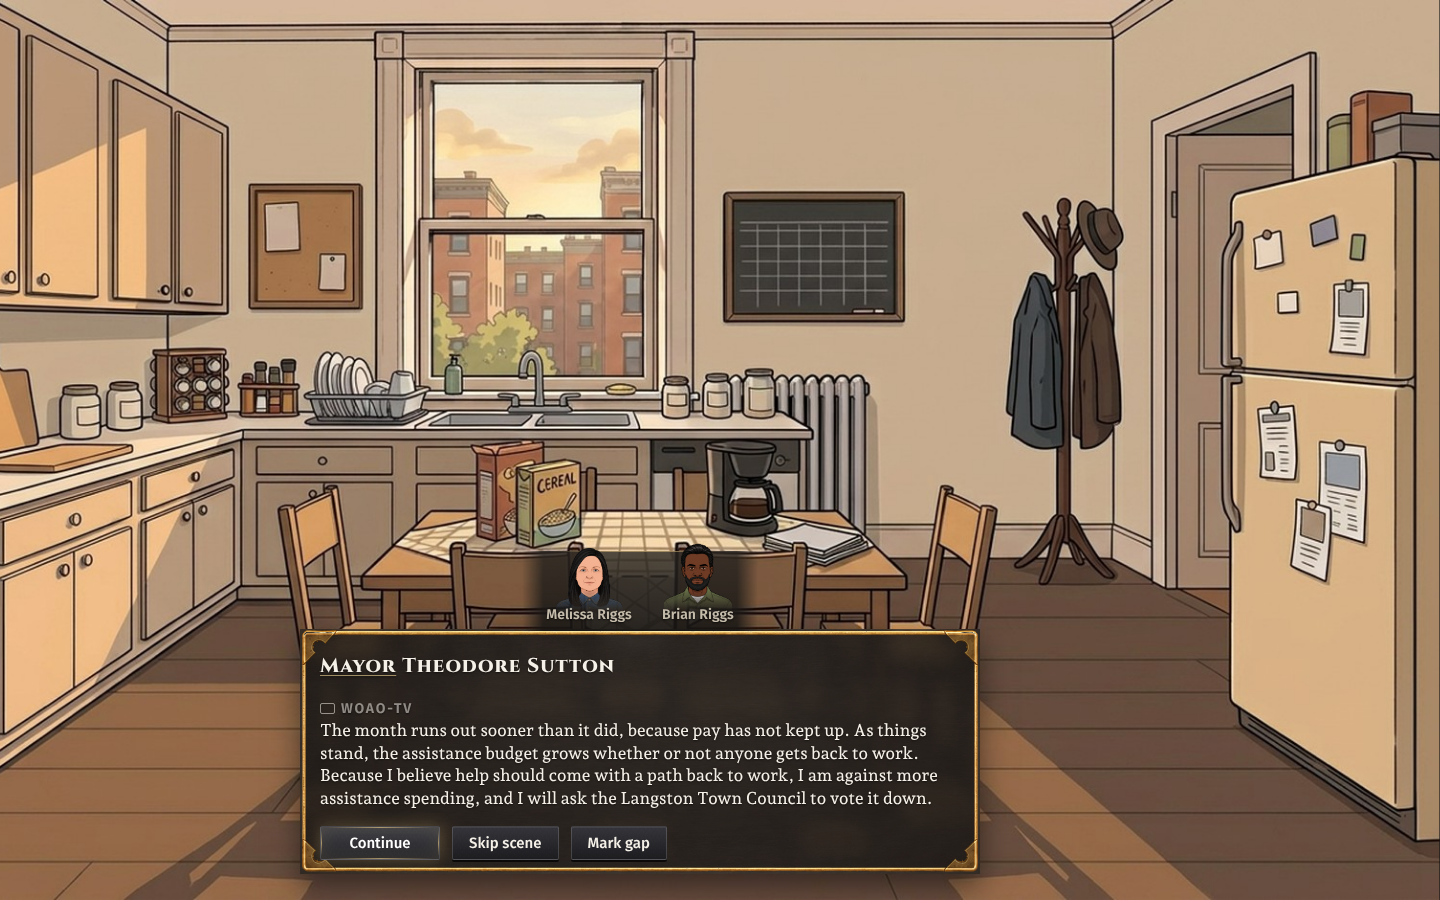 CEREAL
Melissa Riggs
Brian Riggs
Mayor Theodore Sutton
WOAO-TV
The month runs out sooner than it did, because pay has not kept up. As things
stand, the assistance budget grows whether or not anyone gets back to work.
Because I believe help should come with a path back to work, I am against more
assistance spending, and I will ask the Langston Town Council to vote it down.
Continue
Skip scene
Mark gap